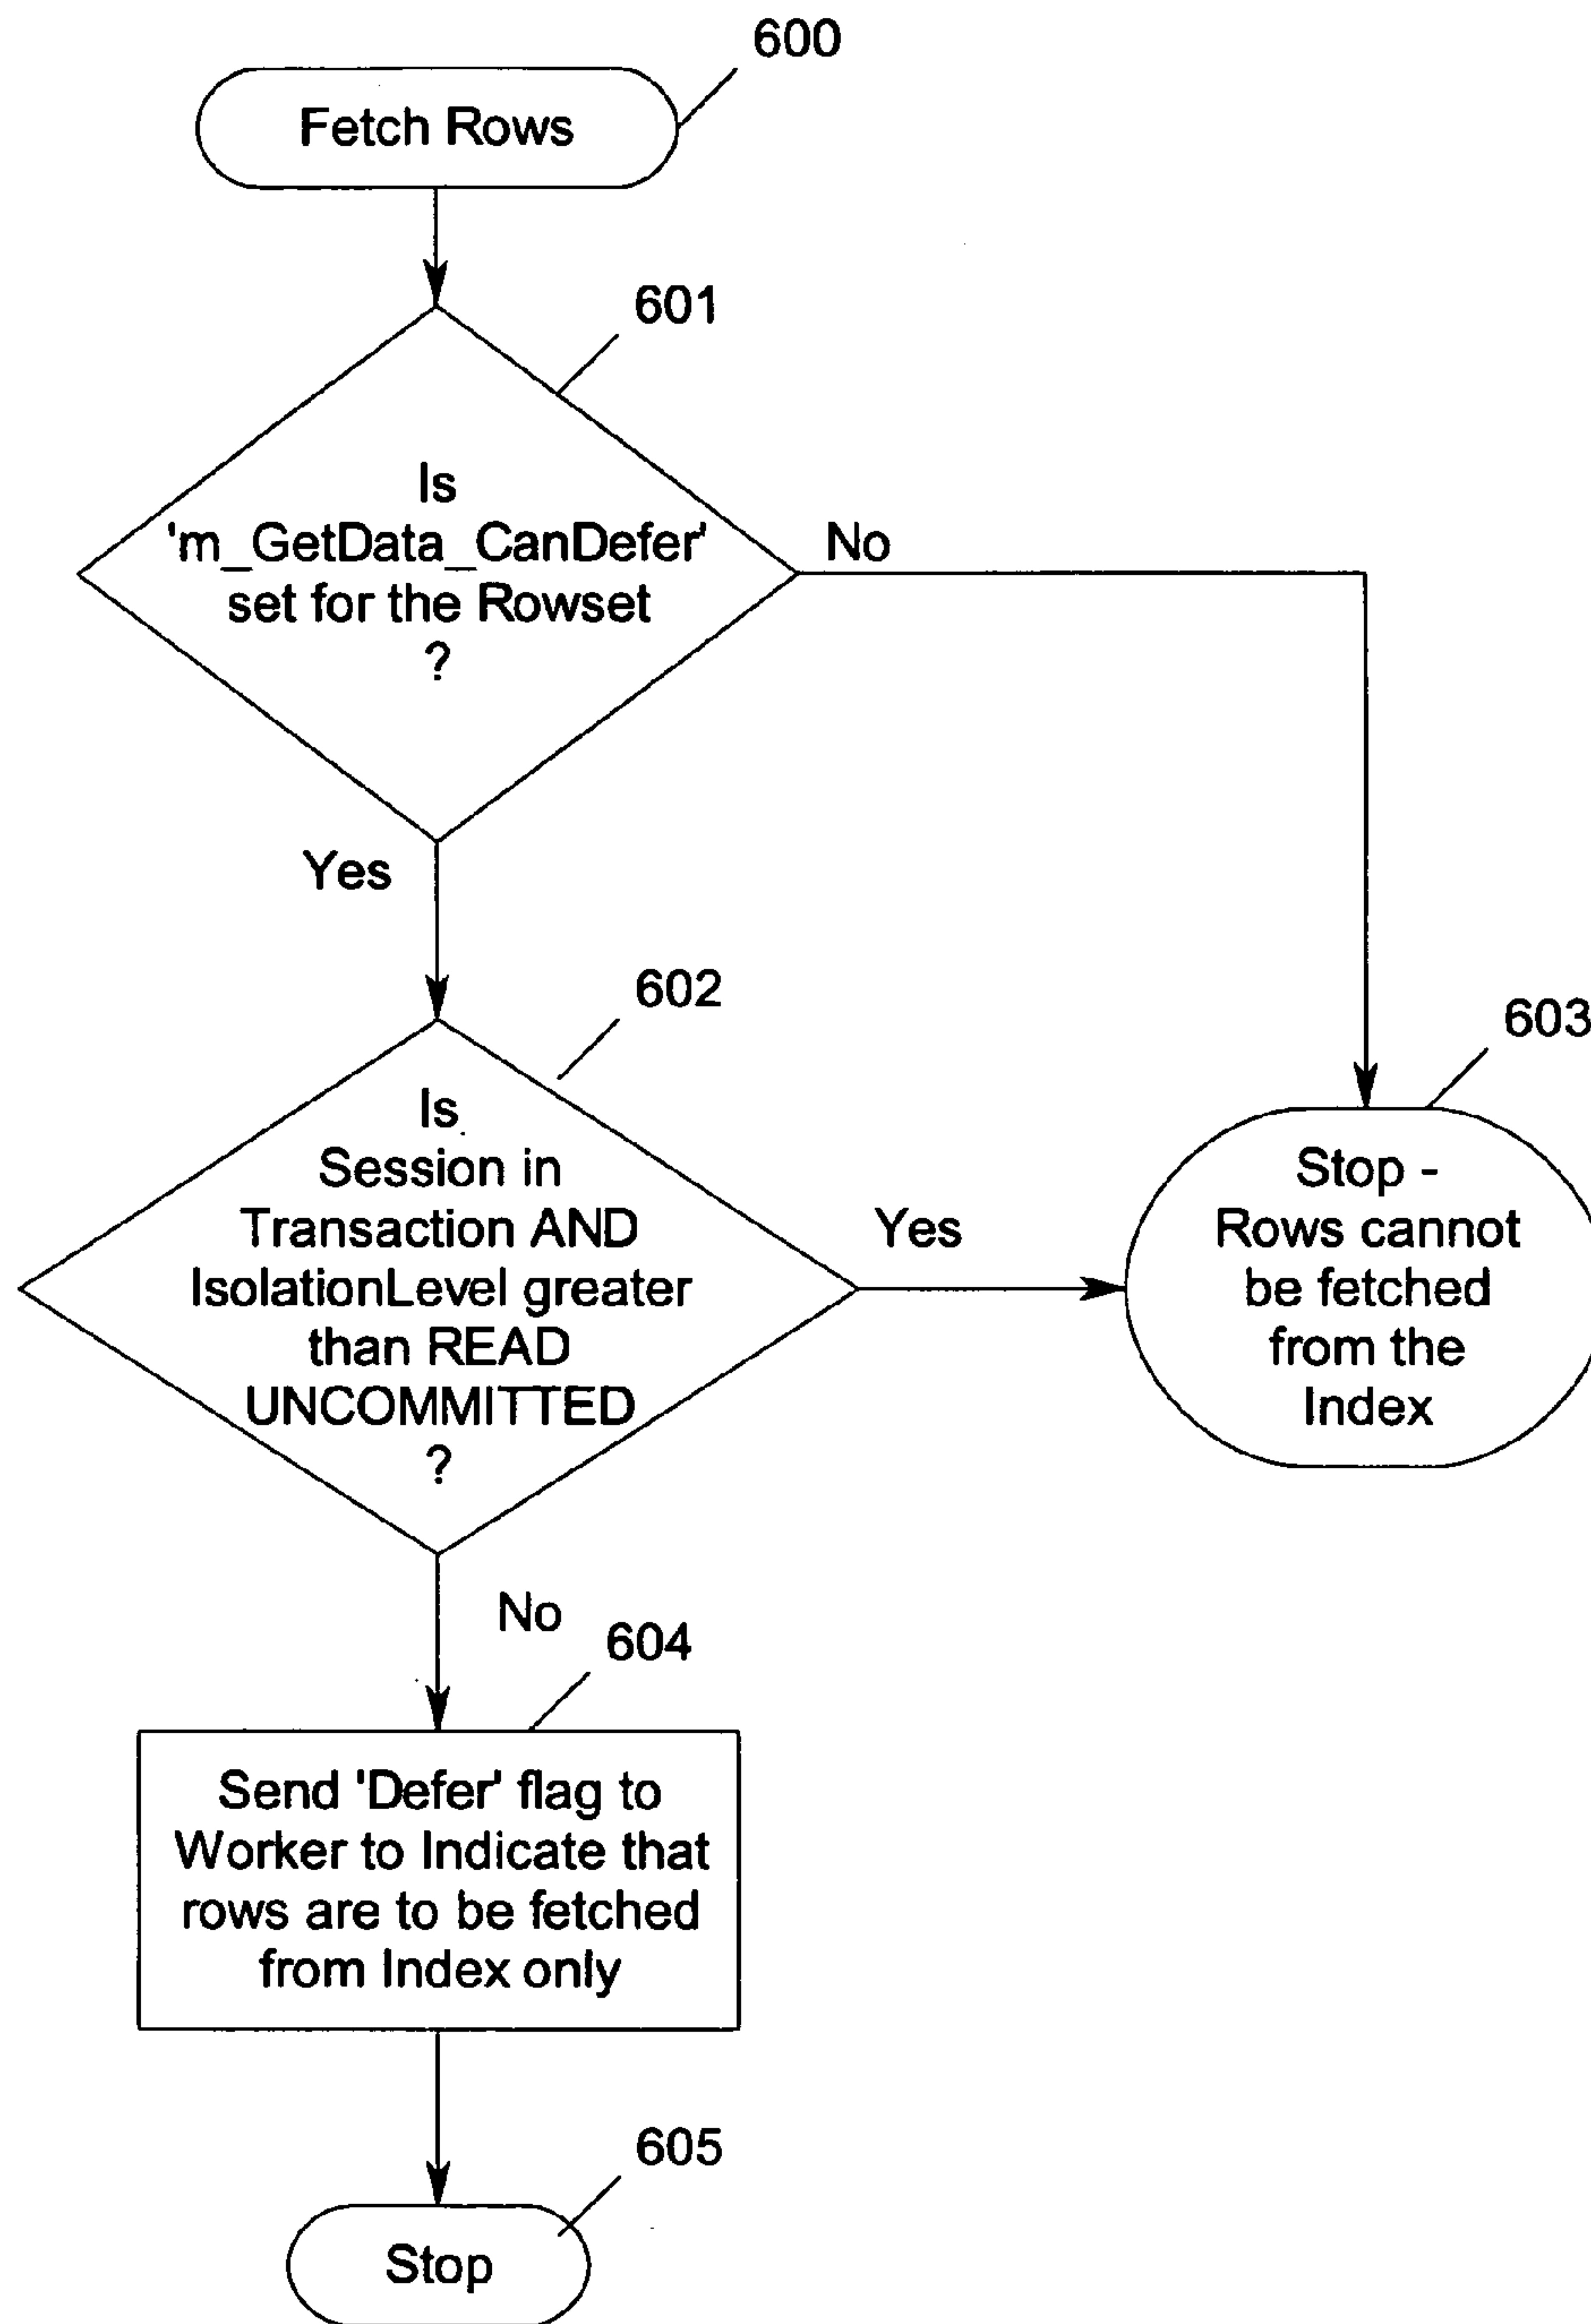 600
Fetch Rows
601
Is
'm_GetData_CanDefer'
set for the Rowset
?
No
Yes
602
Is
Session in
Transaction AND
IsolationLevel greater
than READ
UNCOMMITTED
?
Yes
603
Stop -
Rows cannot
be fetched
from the
Index
No
604
Send 'Defer' flag to
Worker to Indicate that
rows are to be fetched
from Index only
605
Stop